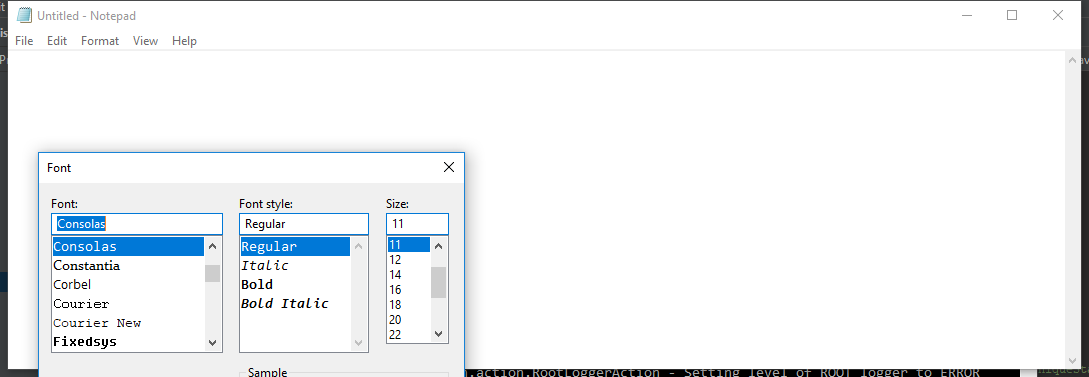 Untitled - Notepad
File Edit Format View Help
Font
Font: Font style: Size:
Consolas Regular 11
Consolas Regular 11
Constantia Italic 12
Corbel Bold 14
Courier Bold Italic 16
Courier New 18
Fixedsys 20
22
Sample
.action.RootLoggerAction - Setting level of ROOT logger to ERROR